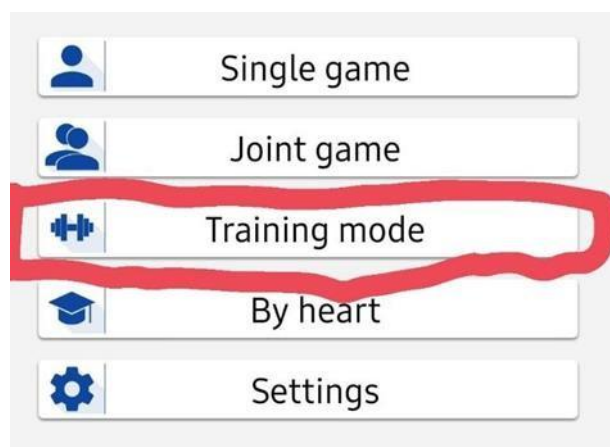 Single game
Joint game
Training mode
By heart
Settings